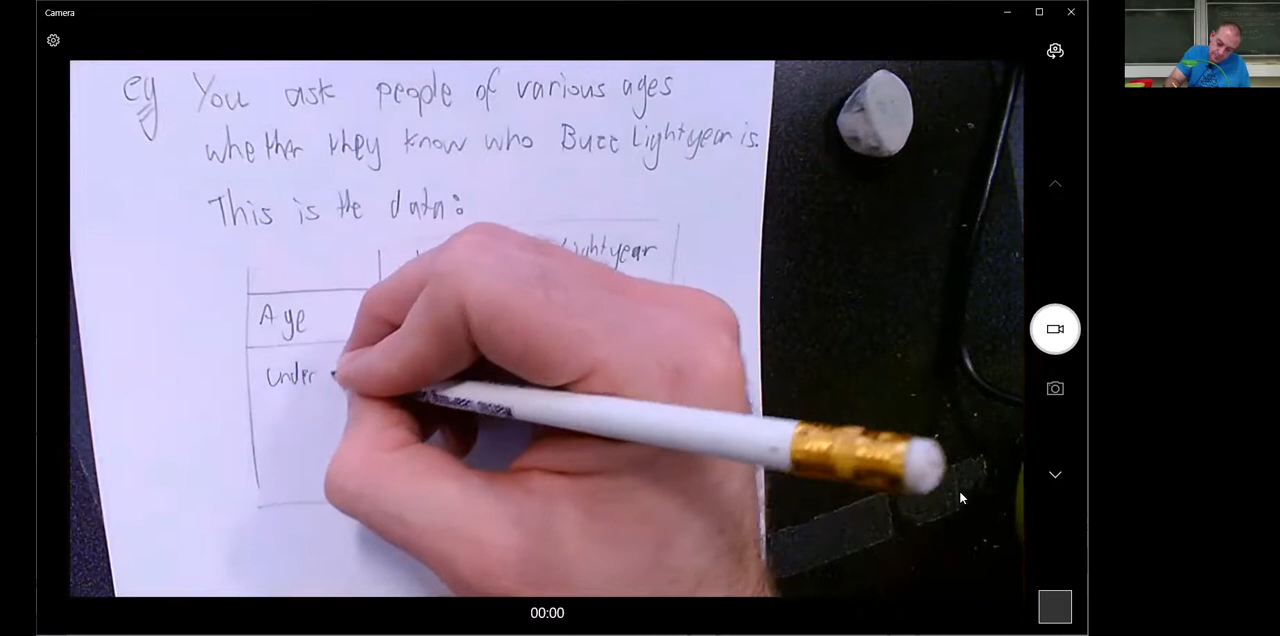 Camera
eg You ask people of various ages
whether they know who Buzz Lightyear is.
This is the data:
Lightyear
Age
Under
00:00